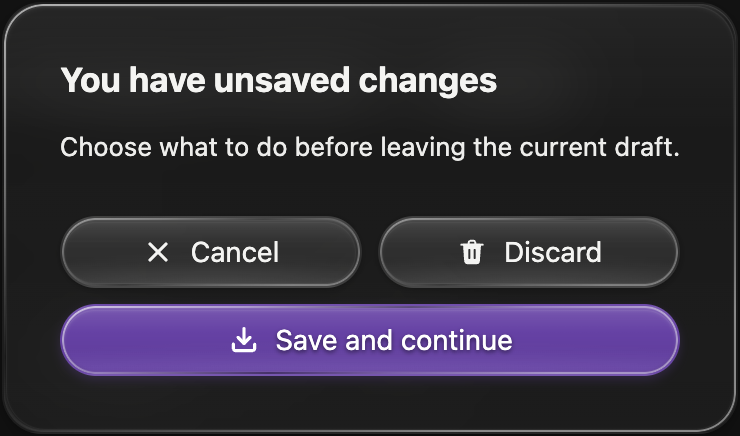 You have unsaved changes
Choose what to do before leaving the current draft.
Cancel
Discard
Save and continue